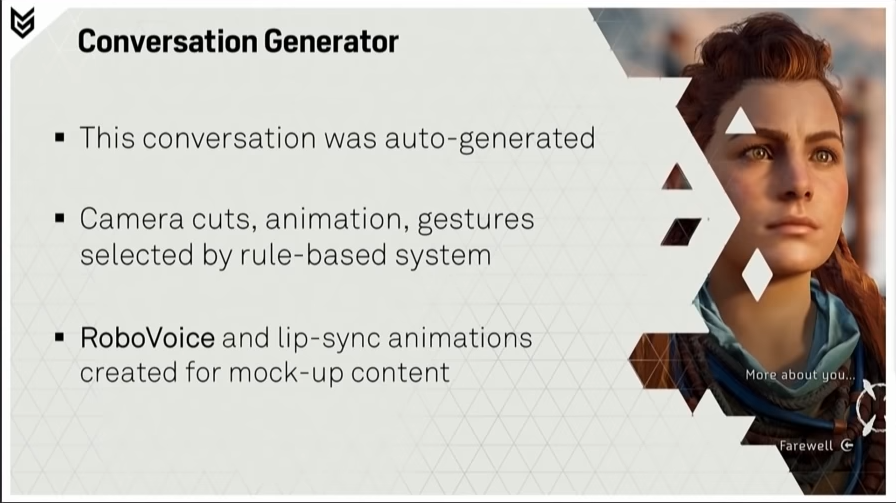 Conversation Generator
▪ This conversation was auto-generated
▪ Camera cuts, animation, gestures
selected by rule-based system
▪ RoboVoice and lip-sync animations
created for mock-up content
More about you...
Farewell